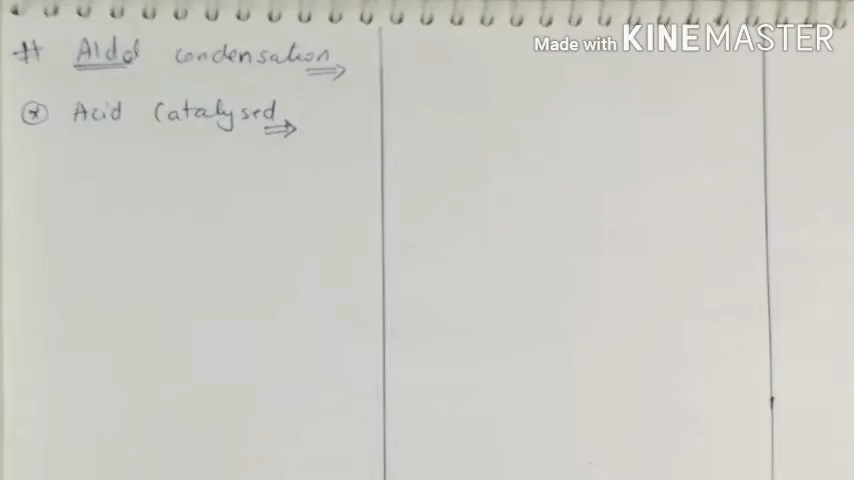 # Aldol condensation
Made with KINEMASTER
* Acid Catalysed